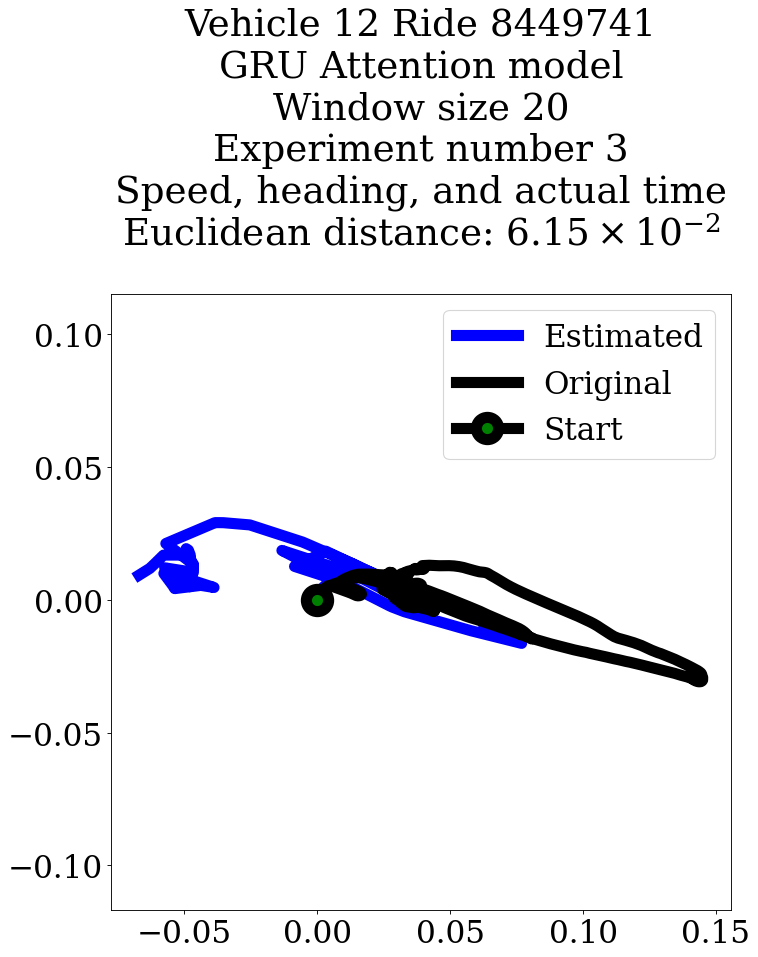 Vehicle 12 Ride 8449741
GRU Attention model
Window size 20
Experiment number 3
Speed, heading, and actual time
Euclidean distance: 6.15 × 10⁻²
Estimated
Original
Start
0.10
0.05
0.00
−0.05
−0.10
−0.05 0.00 0.05 0.10 0.15